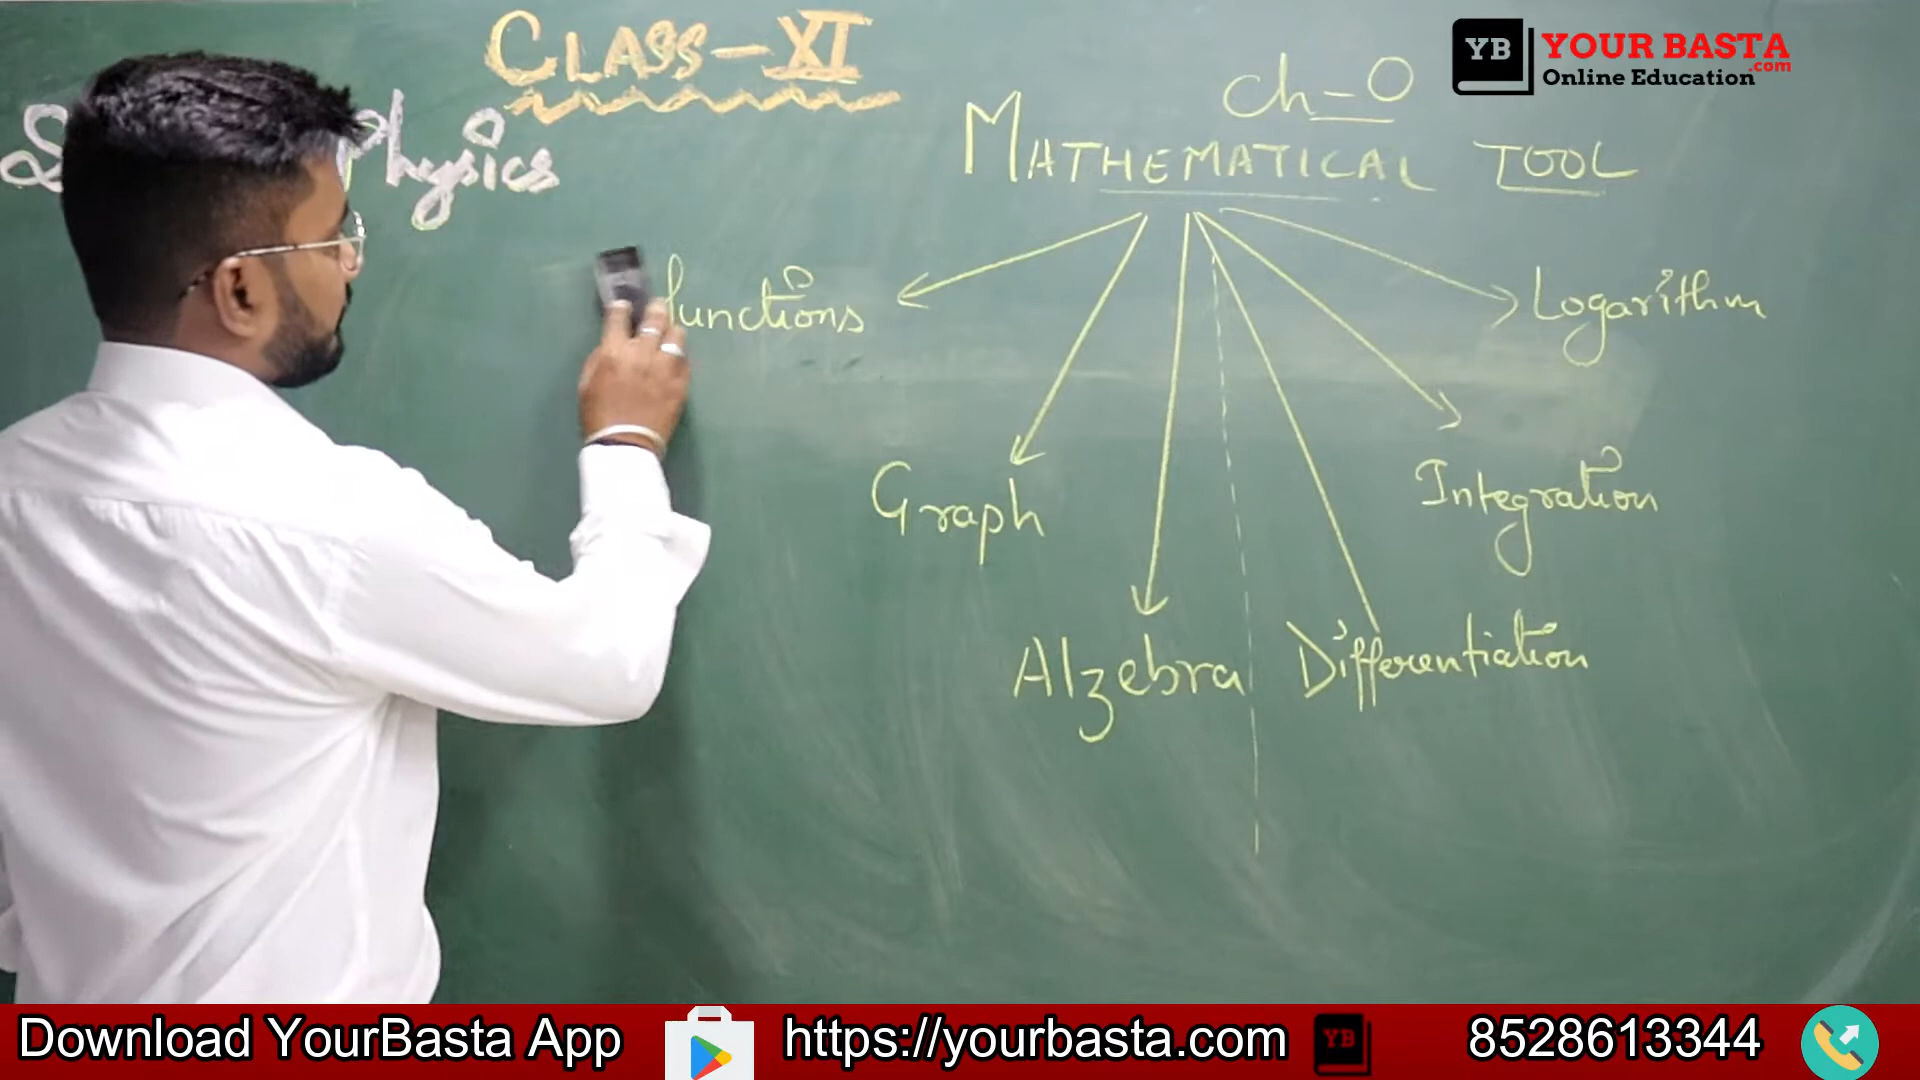 CLASS-XI
Physics
YB YOUR BASTA
.com
Online Education
Ch-0
MATHEMATICAL TOOL
functions
Logarithm
Graph
Integration
Alzebra
Differentiation
Download YourBasta App
https://yourbasta.com
YB
8528613344